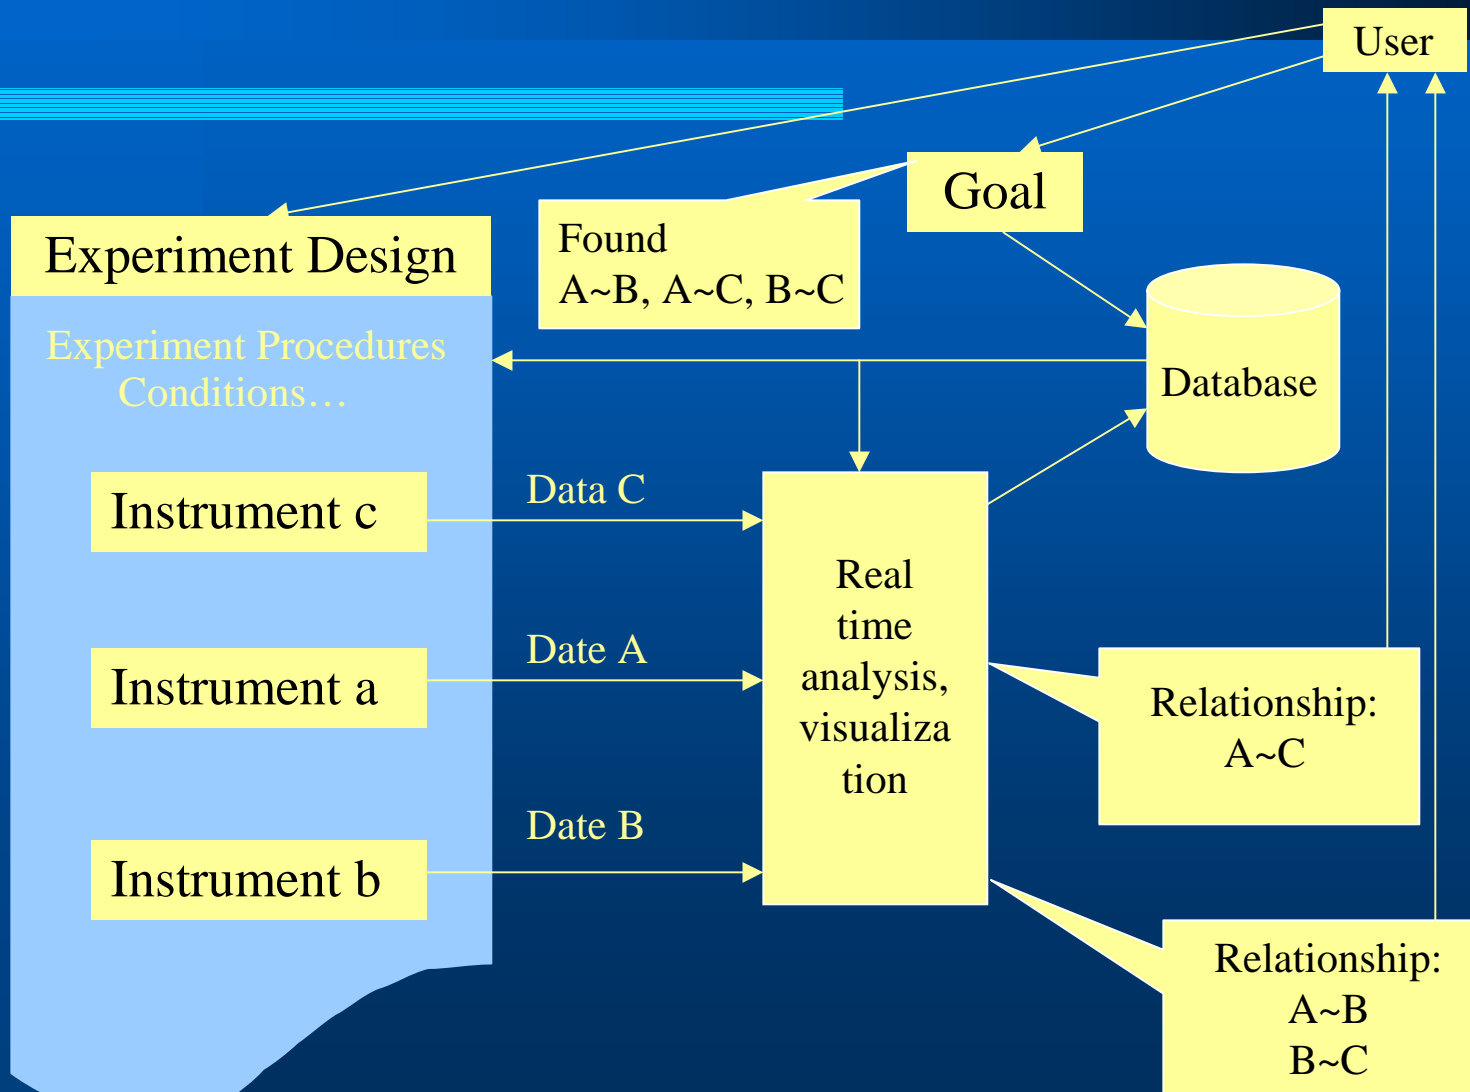 User
Goal
Found
A~B, A~C, B~C
Experiment Design
Experiment Procedures
Conditions…
Database
Instrument c
Data C
Real
time
analysis,
visualiza
tion
Instrument a
Date A
Relationship:
A~C
Instrument b
Date B
Relationship:
A~B
B~C